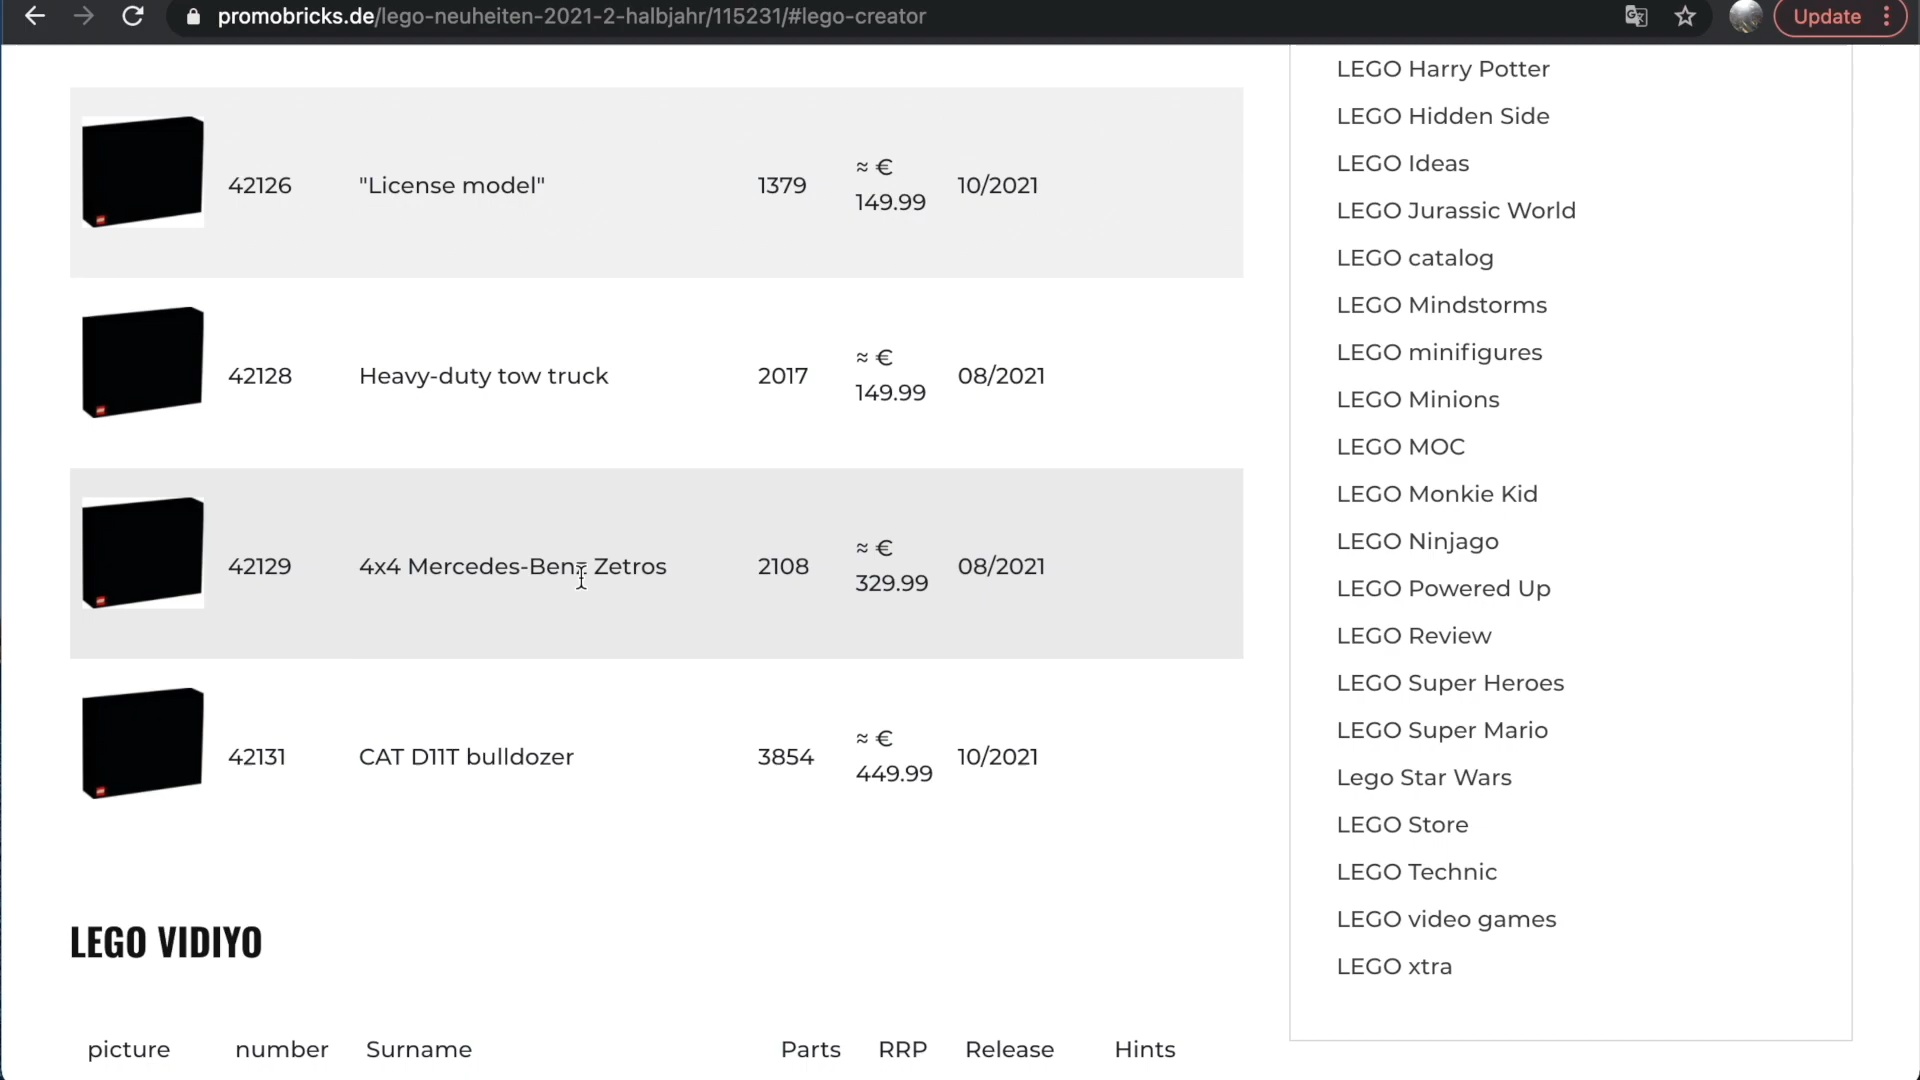 promobricks.de/lego-neuheiten-2021-2-halbjahr/115231/#lego-creator
Update
42126 "License model" 1379 ≈ € 149.99 10/2021
42128 Heavy-duty tow truck 2017 ≈ € 149.99 08/2021
42129 4x4 Mercedes-Benz Zetros 2108 ≈ € 329.99 08/2021
42131 CAT D11T bulldozer 3854 ≈ € 449.99 10/2021
LEGO VIDIYO
picture number Surname Parts RRP Release Hints
LEGO Harry Potter
LEGO Hidden Side
LEGO Ideas
LEGO Jurassic World
LEGO catalog
LEGO Mindstorms
LEGO minifigures
LEGO Minions
LEGO MOC
LEGO Monkie Kid
LEGO Ninjago
LEGO Powered Up
LEGO Review
LEGO Super Heroes
LEGO Super Mario
Lego Star Wars
LEGO Store
LEGO Technic
LEGO video games
LEGO xtra